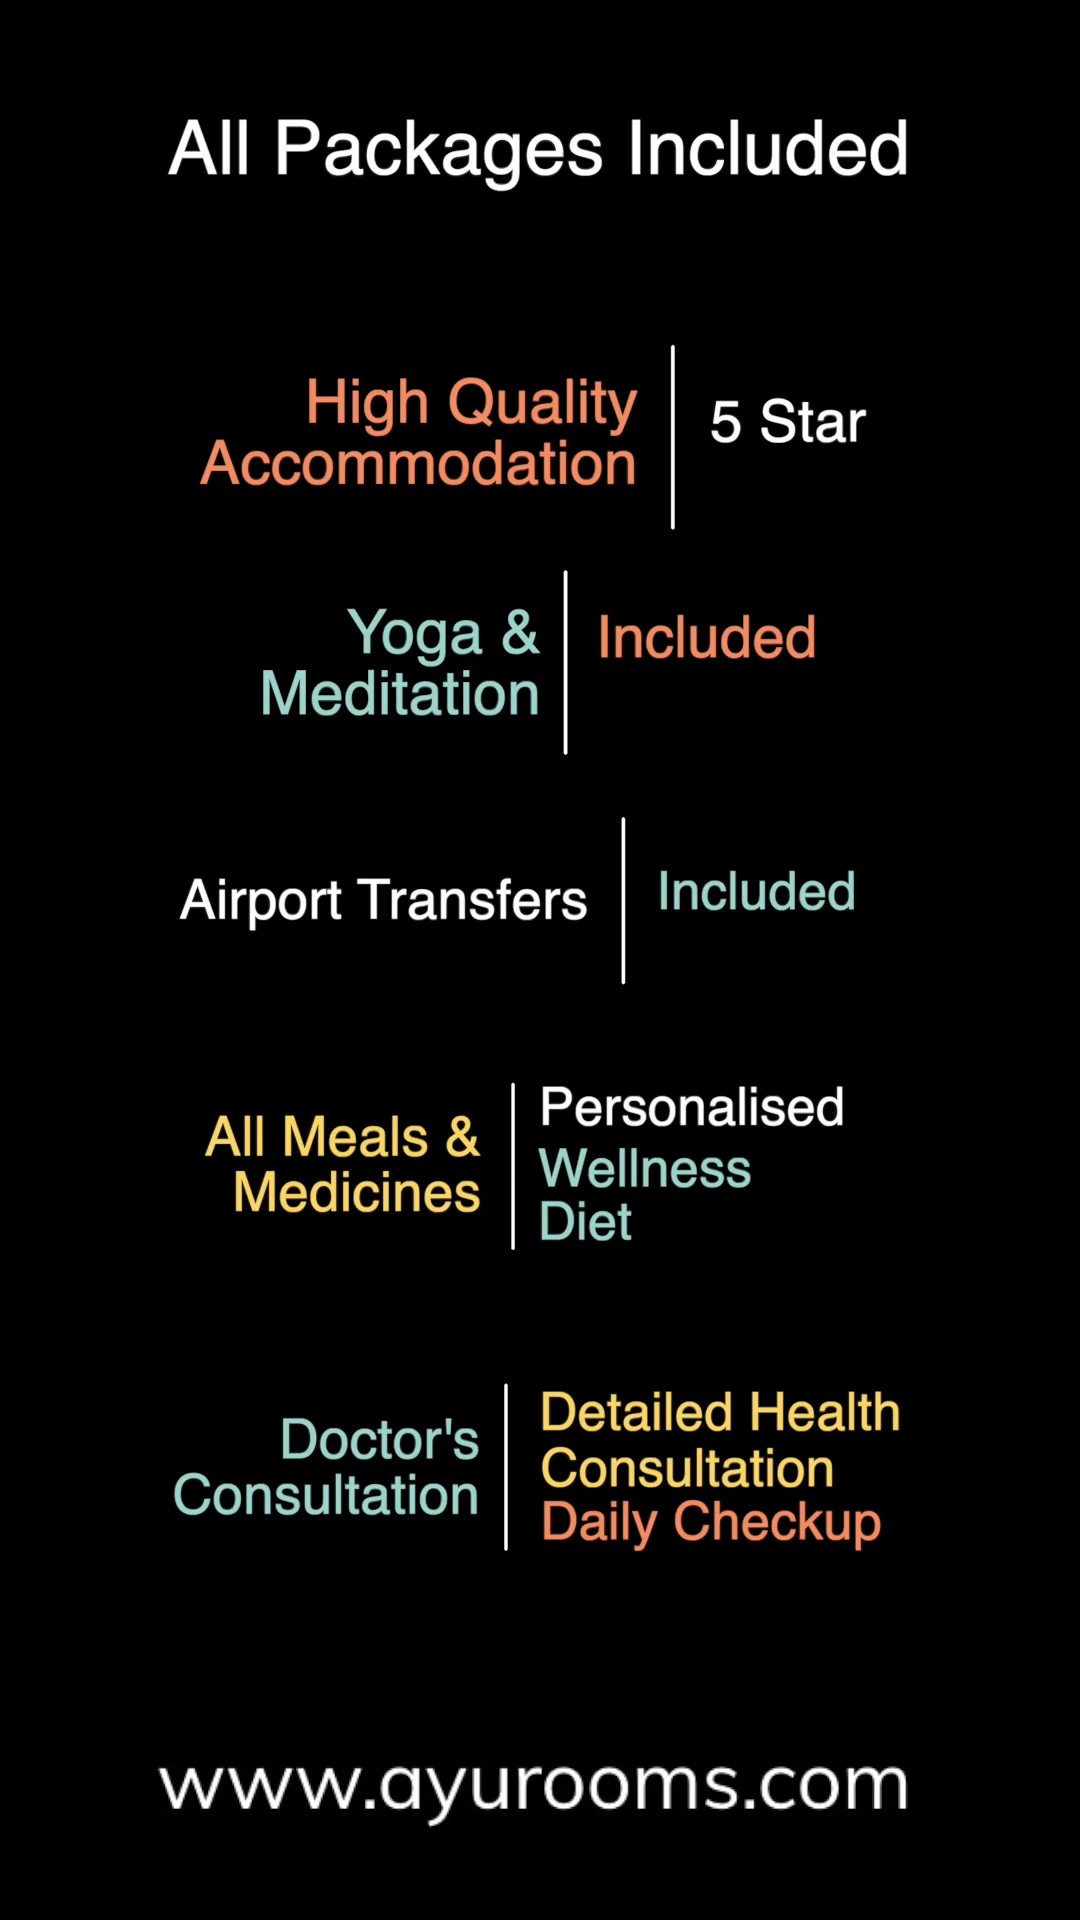 All Packages Included
High Quality
Accommodation
5 Star
Yoga &
Meditation
Included
Airport Transfers
Included
All Meals &
Medicines
Personalised
Wellness
Diet
Doctor's
Consultation
Detailed Health
Consultation
Daily Checkup
www.ayurooms.com